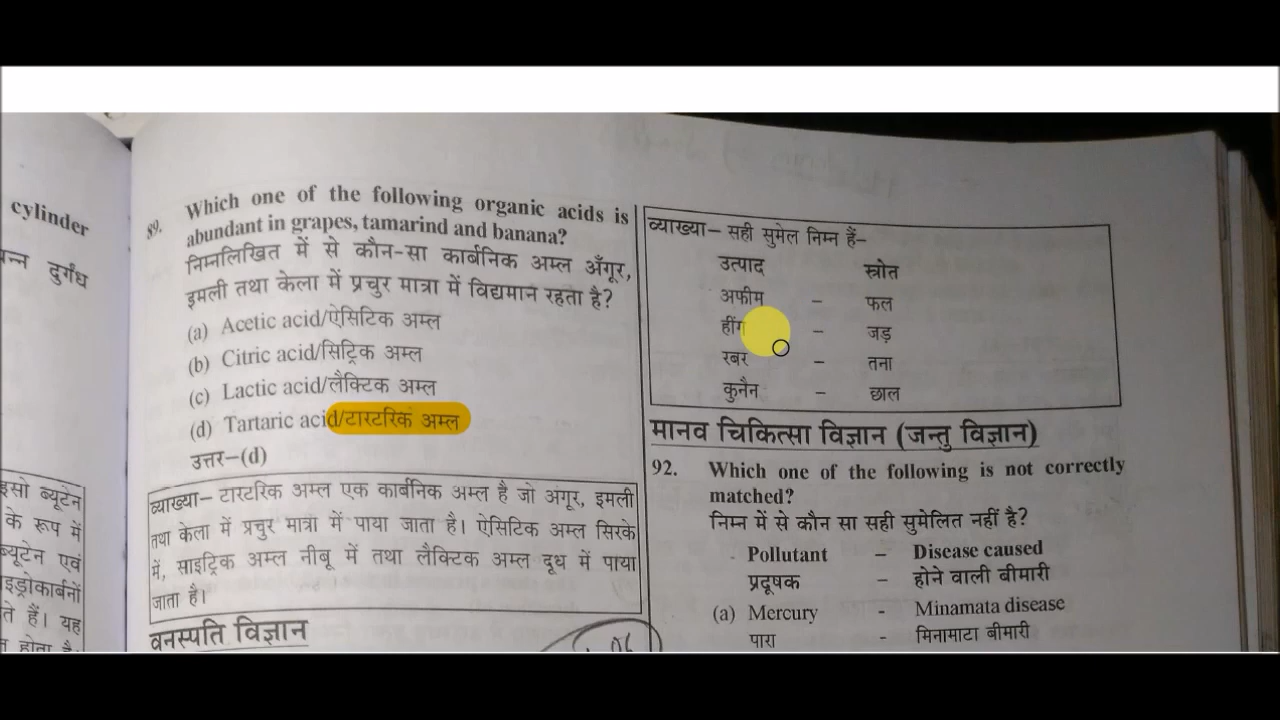 cylinder
न्न दुर्गंध
इसो ब्यूटेन
के रूप में
ब्यूटेन एवं
इड्रोकार्बनों
ते हैं। यह
होता है।
89. Which one of the following organic acids is
abundant in grapes, tamarind and banana?
निम्नलिखित में से कौन-सा कार्बनिक अम्ल अँगूर,
इमली तथा केला में प्रचुर मात्रा में विद्यमान रहता है?
(a) Acetic acid/ऐसिटिक अम्ल
(b) Citric acid/सिट्रिक अम्ल
(c) Lactic acid/लैक्टिक अम्ल
(d) Tartaric acid/टास्टरिक अम्ल
उत्तर–(d)
व्याख्या– टारटरिक अम्ल एक कार्बनिक अम्ल है जो अंगूर, इमली
तथा केला में प्रचुर मात्रा में पाया जाता है। ऐसिटिक अम्ल सिरके
में, साइट्रिक अम्ल नीबू में तथा लैक्टिक अम्ल दूध में पाया
जाता है।
वनस्पति विज्ञान
व्याख्या– सही सुमेल निम्न हैं–
उत्पाद स्रोत
अफीम – फल
हींग – जड़
रबर – तना
कुनैन – छाल
मानव चिकित्सा विज्ञान (जन्तु विज्ञान)
92. Which one of the following is not correctly
matched?
निम्न में से कौन सा सही सुमेलित नहीं है?
Pollutant – Disease caused
प्रदूषक – होने वाली बीमारी
(a) Mercury - Minamata disease
पारा - मिनामाटा बीमारी